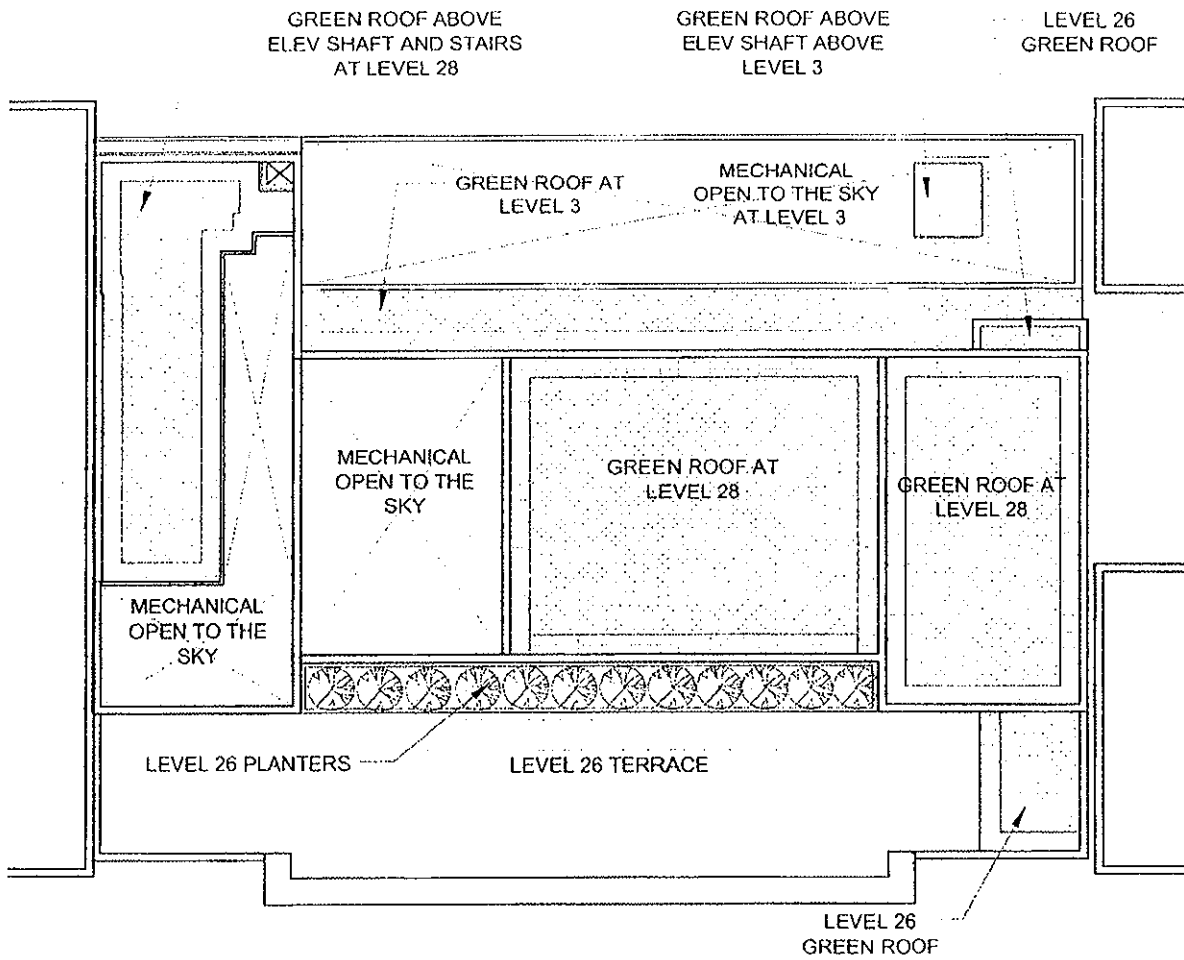 GREEN ROOF ABOVE
ELEV SHAFT AND STAIRS
AT LEVEL 28
GREEN ROOF ABOVE
ELEV SHAFT ABOVE
LEVEL 3
LEVEL 26
GREEN ROOF
GREEN ROOF AT
LEVEL 3
MECHANICAL
OPEN TO THE SKY
AT LEVEL 3
MECHANICAL
OPEN TO THE
SKY
GREEN ROOF AT
LEVEL 28
GREEN ROOF AT
LEVEL 28
MECHANICAL
OPEN TO THE
SKY
LEVEL 26 PLANTERS
LEVEL 26 TERRACE
LEVEL 26
GREEN ROOF